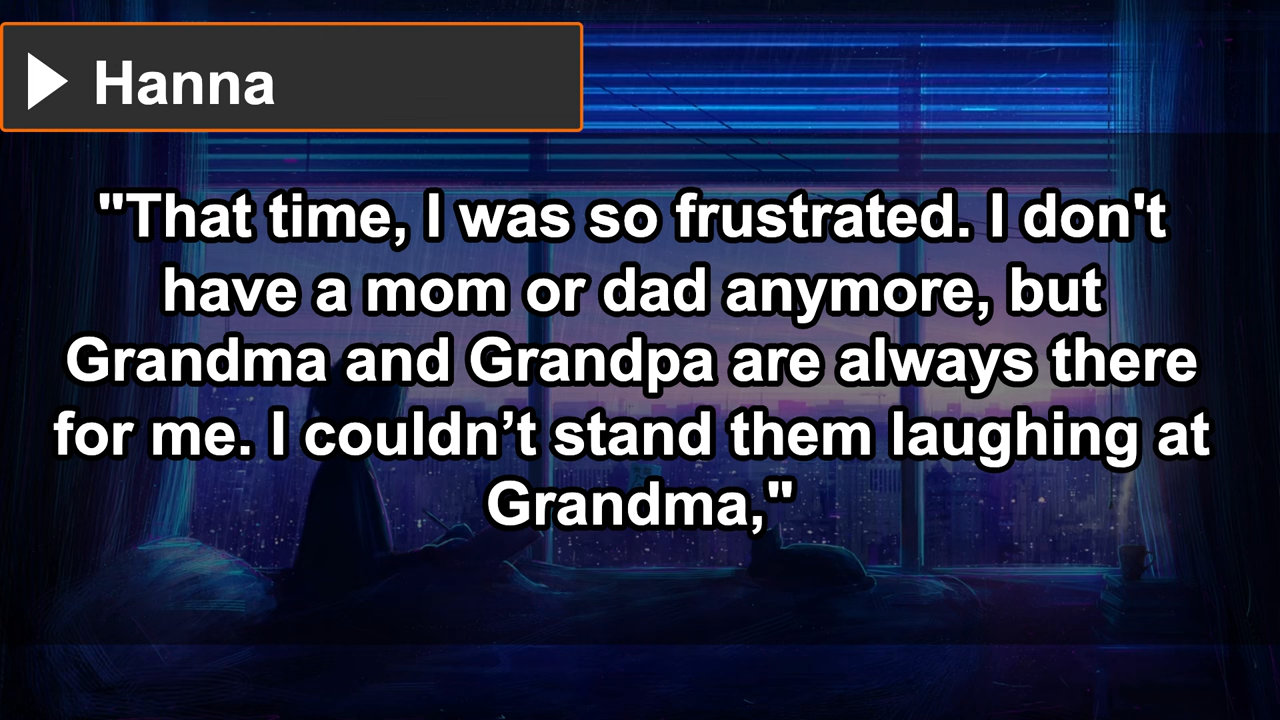 Hanna
"That time, I was so frustrated. I don't
have a mom or dad anymore, but
Grandma and Grandpa are always there
for me. I couldn’t stand them laughing at
Grandma,"